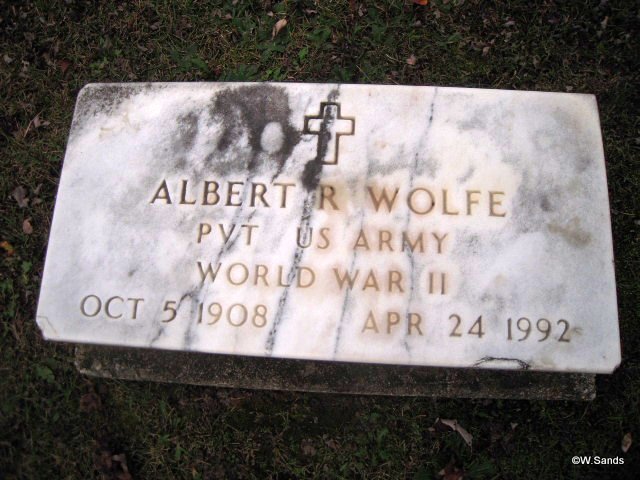 ALBERT R WOLFE
PVT US ARMY
WORLD WAR II
OCT 5 1908 APR 24 1992
©W.Sands